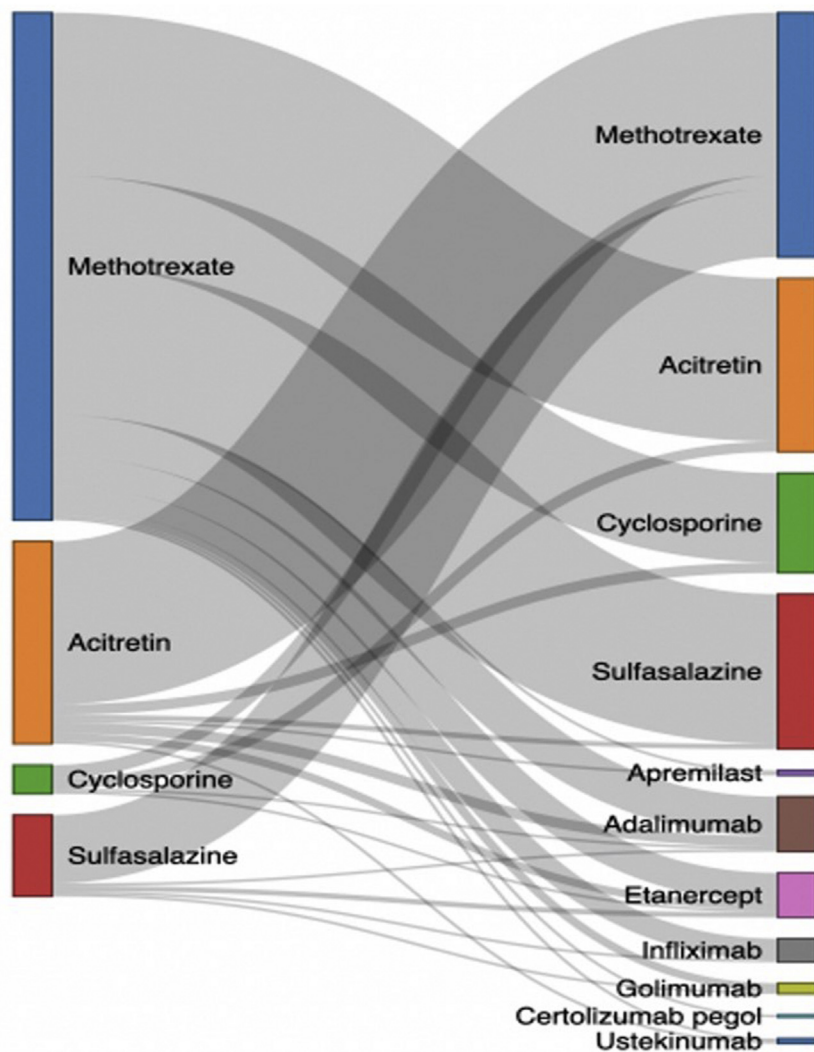 Methotrexate
Acitretin
Cyclosporine
Sulfasalazine
Methotrexate
Acitretin
Cyclosporine
Sulfasalazine
Apremilast
Adalimumab
Etanercept
Infliximab
Golimumab
Certolizumab pegol
Ustekinumab